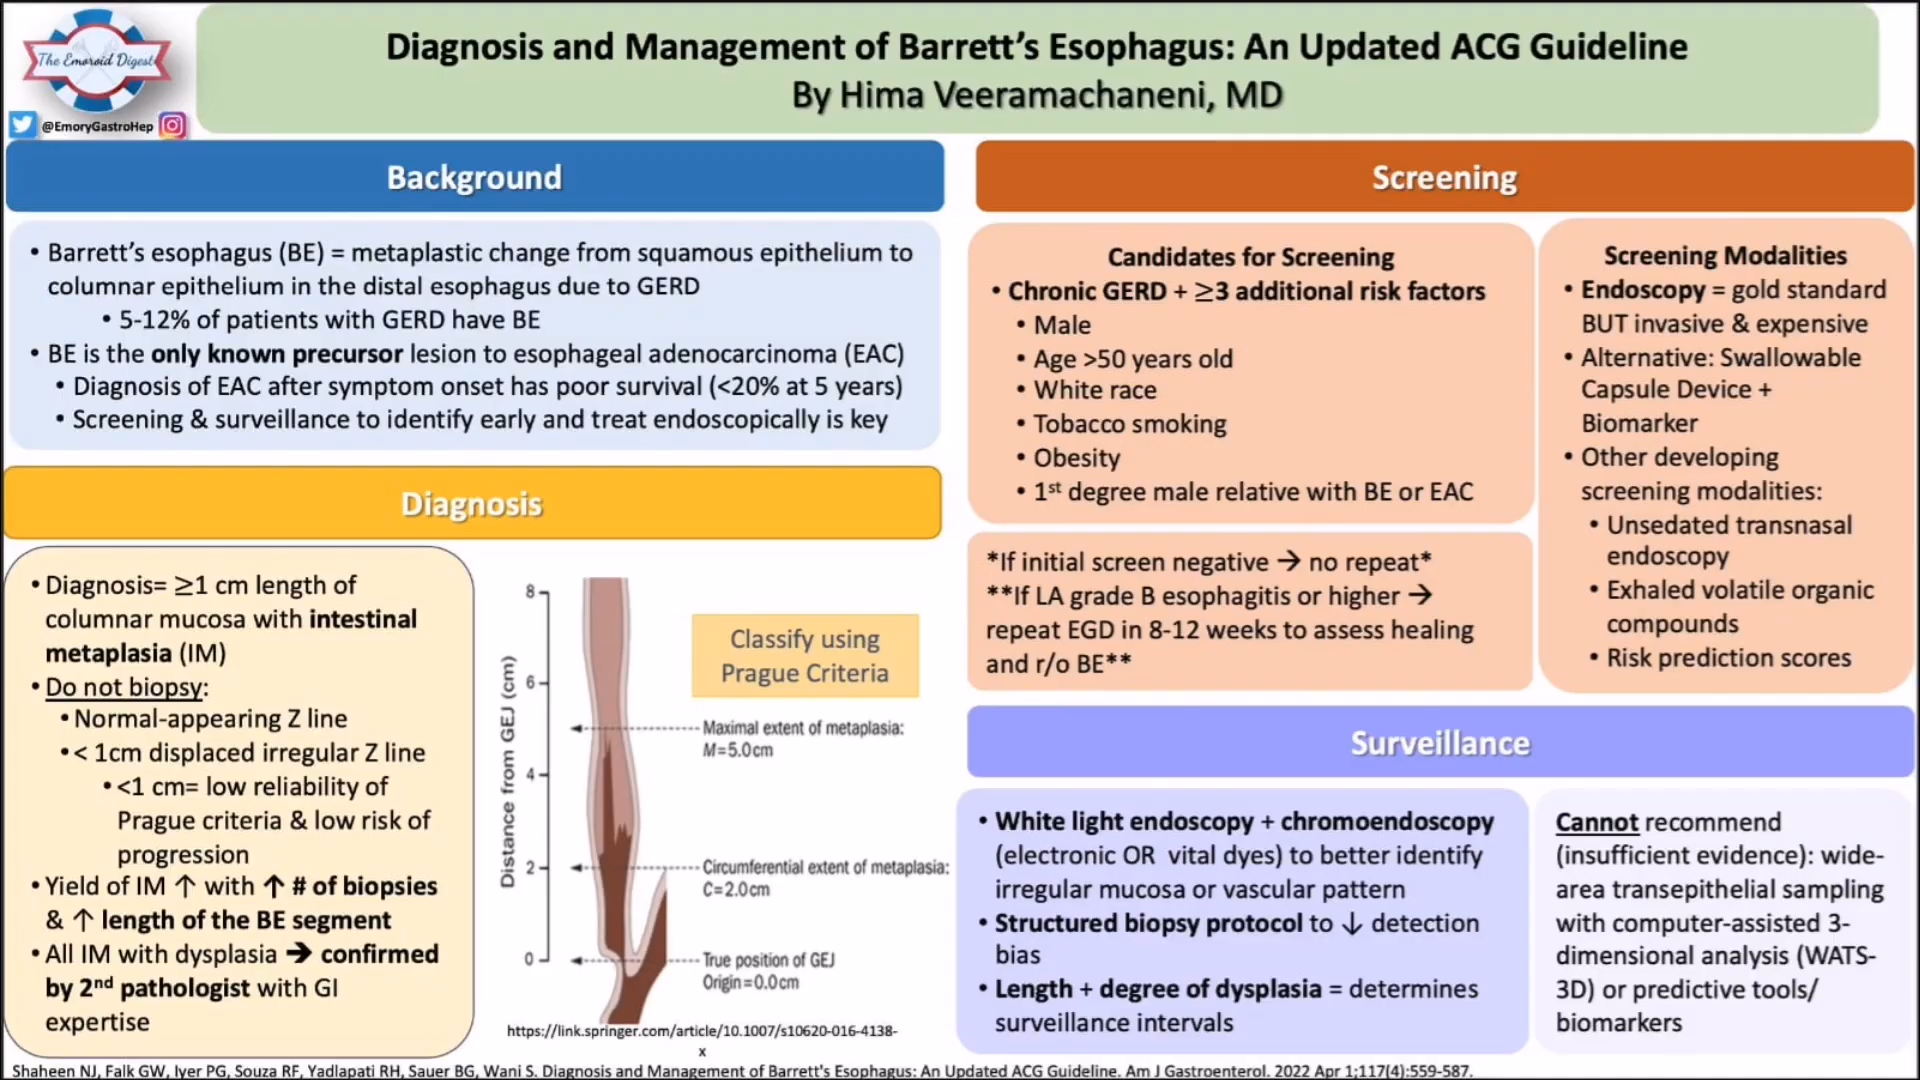 The Emoroid Digest
@EmoryGastroHep
Diagnosis and Management of Barrett's Esophagus: An Updated ACG Guideline
By Hima Veeramachaneni, MD
Background
• Barrett's esophagus (BE) = metaplastic change from squamous epithelium to
columnar epithelium in the distal esophagus due to GERD
• 5-12% of patients with GERD have BE
• BE is the only known precursor lesion to esophageal adenocarcinoma (EAC)
• Diagnosis of EAC after symptom onset has poor survival (<20% at 5 years)
• Screening & surveillance to identify early and treat endoscopically is key
Diagnosis
• Diagnosis= ≥1 cm length of
columnar mucosa with intestinal
metaplasia (IM)
• Do not biopsy:
• Normal-appearing Z line
• < 1cm displaced irregular Z line
• <1 cm= low reliability of
Prague criteria & low risk of
progression
• Yield of IM ↑ with ↑ # of biopsies
& ↑ length of the BE segment
• All IM with dysplasia → confirmed
by 2nd pathologist with GI
expertise
Distance from GEJ (cm)
8
6
4
2
0
Classify using
Prague Criteria
Maximal extent of metaplasia:
M=5.0cm
Circumferential extent of metaplasia:
C=2.0cm
True position of GEJ
Origin=0.0cm
https://link.springer.com/article/10.1007/s10620-016-4138-
x
Screening
Candidates for Screening
• Chronic GERD + ≥3 additional risk factors
• Male
• Age >50 years old
• White race
• Tobacco smoking
• Obesity
• 1st degree male relative with BE or EAC
*If initial screen negative → no repeat*
**If LA grade B esophagitis or higher →
repeat EGD in 8-12 weeks to assess healing
and r/o BE**
Screening Modalities
• Endoscopy = gold standard
BUT invasive & expensive
• Alternative: Swallowable
Capsule Device +
Biomarker
• Other developing
screening modalities:
• Unsedated transnasal
endoscopy
• Exhaled volatile organic
compounds
• Risk prediction scores
Surveillance
• White light endoscopy + chromoendoscopy
(electronic OR vital dyes) to better identify
irregular mucosa or vascular pattern
• Structured biopsy protocol to ↓ detection
bias
• Length + degree of dysplasia = determines
surveillance intervals
Cannot recommend
(insufficient evidence): wide-
area transepithelial sampling
with computer-assisted 3-
dimensional analysis (WATS-
3D) or predictive tools/
biomarkers
Shaheen NJ, Falk GW, Iyer PG, Souza RF, Yadlapati RH, Sauer BG, Wani S. Diagnosis and Management of Barrett's Esophagus: An Updated ACG Guideline. Am J Gastroenterol. 2022 Apr 1;117(4):559-587.